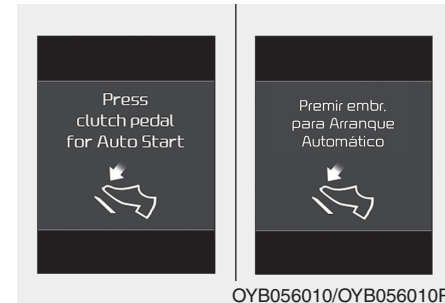 Press
clutch pedal
for Auto Start
Premir embr.
para Arranque
Automático
OYB056010/OYB056010P